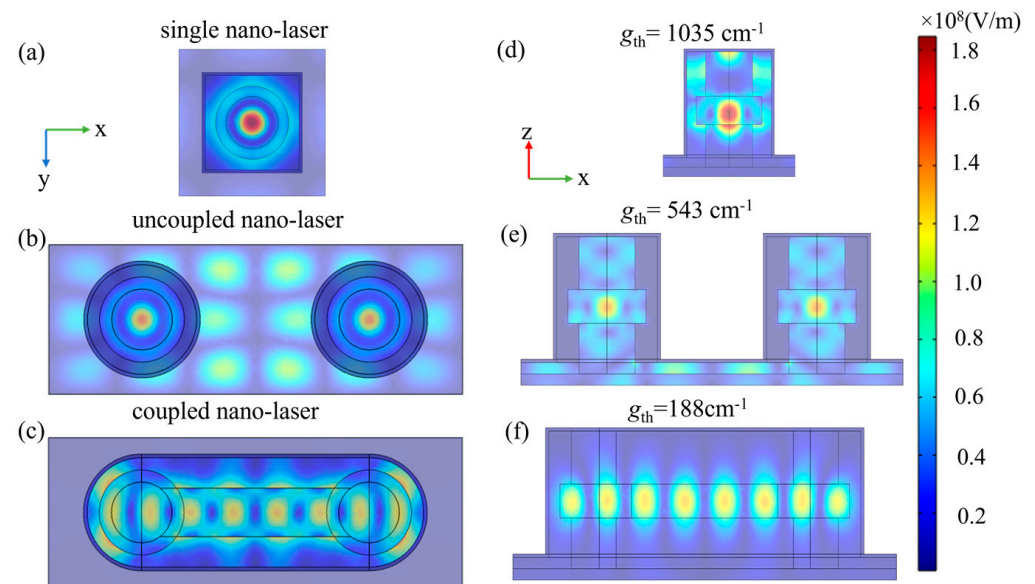 single nano-laser
(a)
x
y
uncoupled nano-laser
(b)
coupled nano-laser
(c)
(d)
gth= 1035 cm-1
z
x
gth= 543 cm-1
(e)
gth=188cm-1
(f)
×10⁸(V/m)
1.8
1.6
1.4
1.2
1.0
0.8
0.6
0.4
0.2